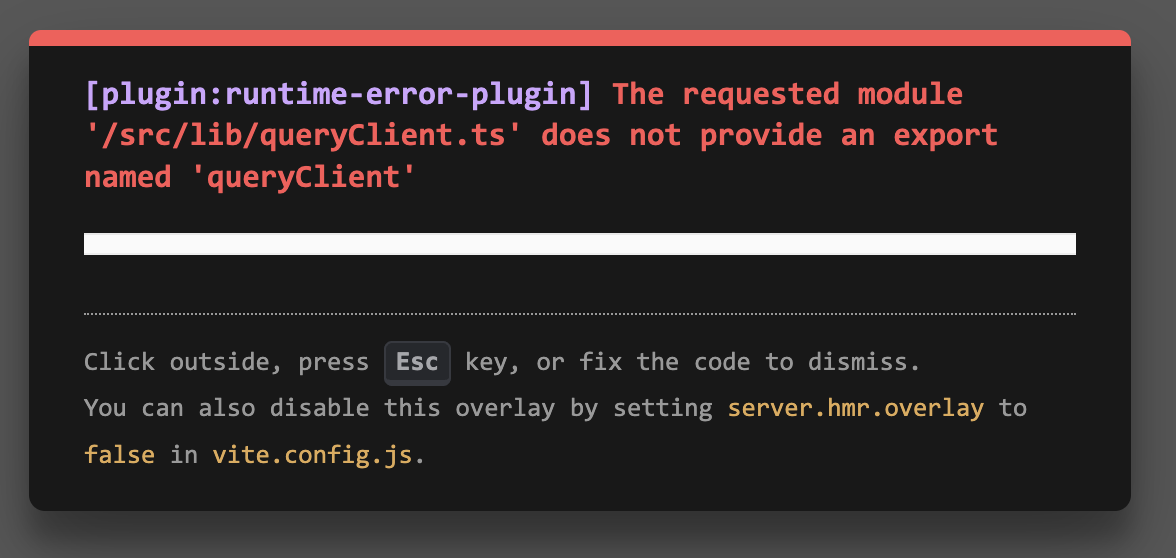 [plugin:runtime-error-plugin] The requested module
'/src/lib/queryClient.ts' does not provide an export
named 'queryClient'
Click outside, press Esc key, or fix the code to dismiss.
You can also disable this overlay by setting server.hmr.overlay to
false in vite.config.js.